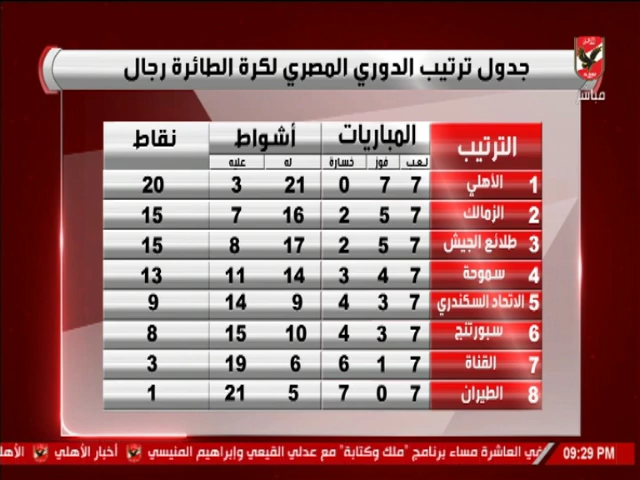 جدول ترتيب الدوري المصري لكرة الطائرة رجال
مباشر
الترتيب المباريات أشواط نقاط
لعب فوز خسارة له عليه
1 الأهلي 7 7 0 21 3 20
2 الزمالك 7 5 2 16 7 15
3 طلائع الجيش 7 5 2 17 8 15
4 سموحة 7 4 3 14 11 13
5 الاتحاد السكندري 7 3 4 9 14 9
6 سبورتنج 7 3 4 10 15 8
7 القناة 7 1 6 6 19 3
8 الطيران 7 0 7 5 21 1
09:29 PM في العاشرة مساء برنامج "ملك وكتابة" مع عدلي القيعي وإبراهيم المنيسي أخبار الأهلي